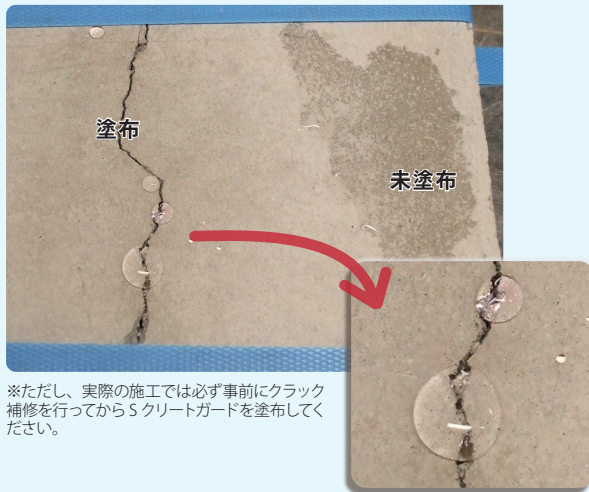 塗布
未塗布
※ただし、実際の施工では必ず事前にクラック
補修を行ってからSクリートガードを塗布してく
ださい。